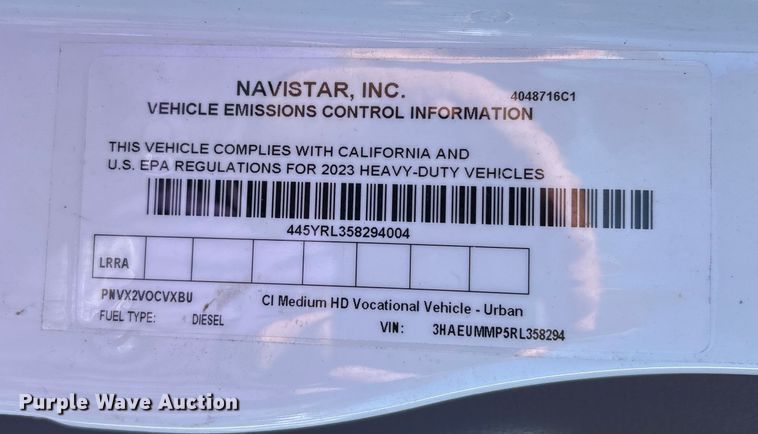 NAVISTAR, INC.
4048716C1
VEHICLE EMISSIONS CONTROL INFORMATION
THIS VEHICLE COMPLIES WITH CALIFORNIA AND
U.S. EPA REGULATIONS FOR 2023 HEAVY-DUTY VEHICLES
445YRL358294004
LRRA
PNVX2VOCVXBU
CI Medium HD Vocational Vehicle - Urban
FUEL TYPE: DIESEL
VIN: 3HAEUMMP5RL358294
Purple Wave Auction